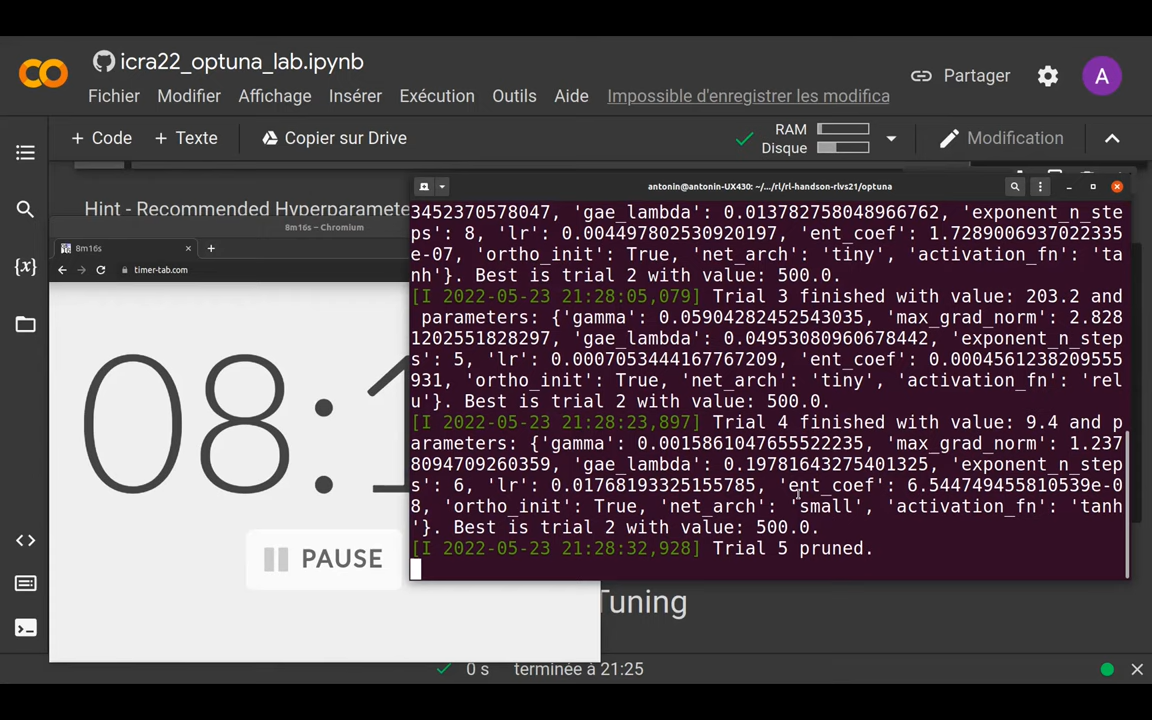 icra22_optuna_lab.ipynb
Partager
A
Fichier Modifier Affichage Insérer Exécution Outils Aide Impossible d'enregistrer les modifica
+ Code + Texte Copier sur Drive
RAM
Disque
Modification
Hint - Recommended Hyperparamete
8m16s - Chromium
8m16s
timer-tab.com
08:1
PAUSE
antonin@antonin-UX430: ~/.../rl/rl-handson-rlvs21/optuna
3452370578047, 'gae_lambda': 0.013782758048966762, 'exponent_n_ste
ps': 8, 'lr': 0.004497802530920197, 'ent_coef': 1.7289006937022335
e-07, 'ortho_init': True, 'net_arch': 'tiny', 'activation_fn': 'ta
nh'}. Best is trial 2 with value: 500.0.
[I 2022-05-23 21:28:05,079] Trial 3 finished with value: 203.2 and
parameters: {'gamma': 0.05904282452543035, 'max_grad_norm': 2.8281
1202551828297, 'gae_lambda': 0.04953080960678442, 'exponent_n_step
s': 5, 'lr': 0.0007053444167767209, 'ent_coef': 0.0004561238209555
931, 'ortho_init': True, 'net_arch': 'tiny', 'activation_fn': 'rel
u'}. Best is trial 2 with value: 500.0.
[I 2022-05-23 21:28:23,897] Trial 4 finished with value: 9.4 and p
arameters: {'gamma': 0.0015861047655522235, 'max_grad_norm': 1.237
8094709260359, 'gae_lambda': 0.19781643275401325, 'exponent_n_step
s': 6, 'lr': 0.01768193325155785, 'ent_coef': 6.544749455810539e-0
8, 'ortho_init': True, 'net_arch': 'small', 'activation_fn': 'tanh
'}. Best is trial 2 with value: 500.0.
[I 2022-05-23 21:28:32,928] Trial 5 pruned.
Tuning
0 s terminée à 21:25